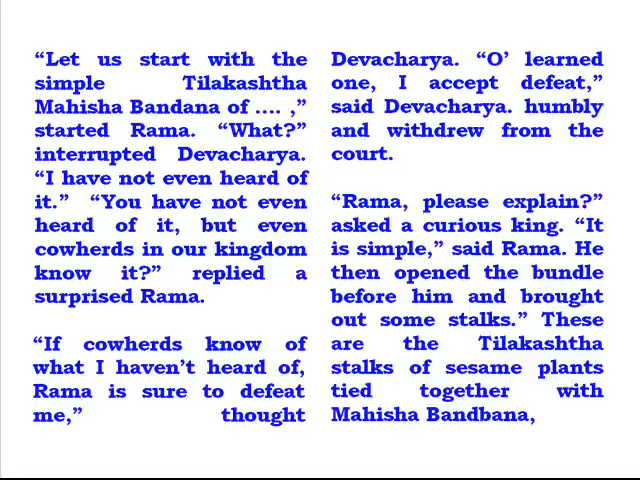 “Let us start with the
simple Tilakashtha
Mahisha Bandana of .... ,”
started Rama. “What?”
interrupted Devacharya.
“I have not even heard of
it.” “You have not even
heard of it, but even
cowherds in our kingdom
know it?” replied a
surprised Rama.
“If cowherds know of
what I haven’t heard of,
Rama is sure to defeat
me,” thought
Devacharya. “O’ learned
one, I accept defeat,”
said Devacharya. humbly
and withdrew from the
court.
“Rama, please explain?”
asked a curious king. “It
is simple,” said Rama. He
then opened the bundle
before him and brought
out some stalks.” These
are the Tilakashtha
stalks of sesame plants
tied together with
Mahisha Bandbana,